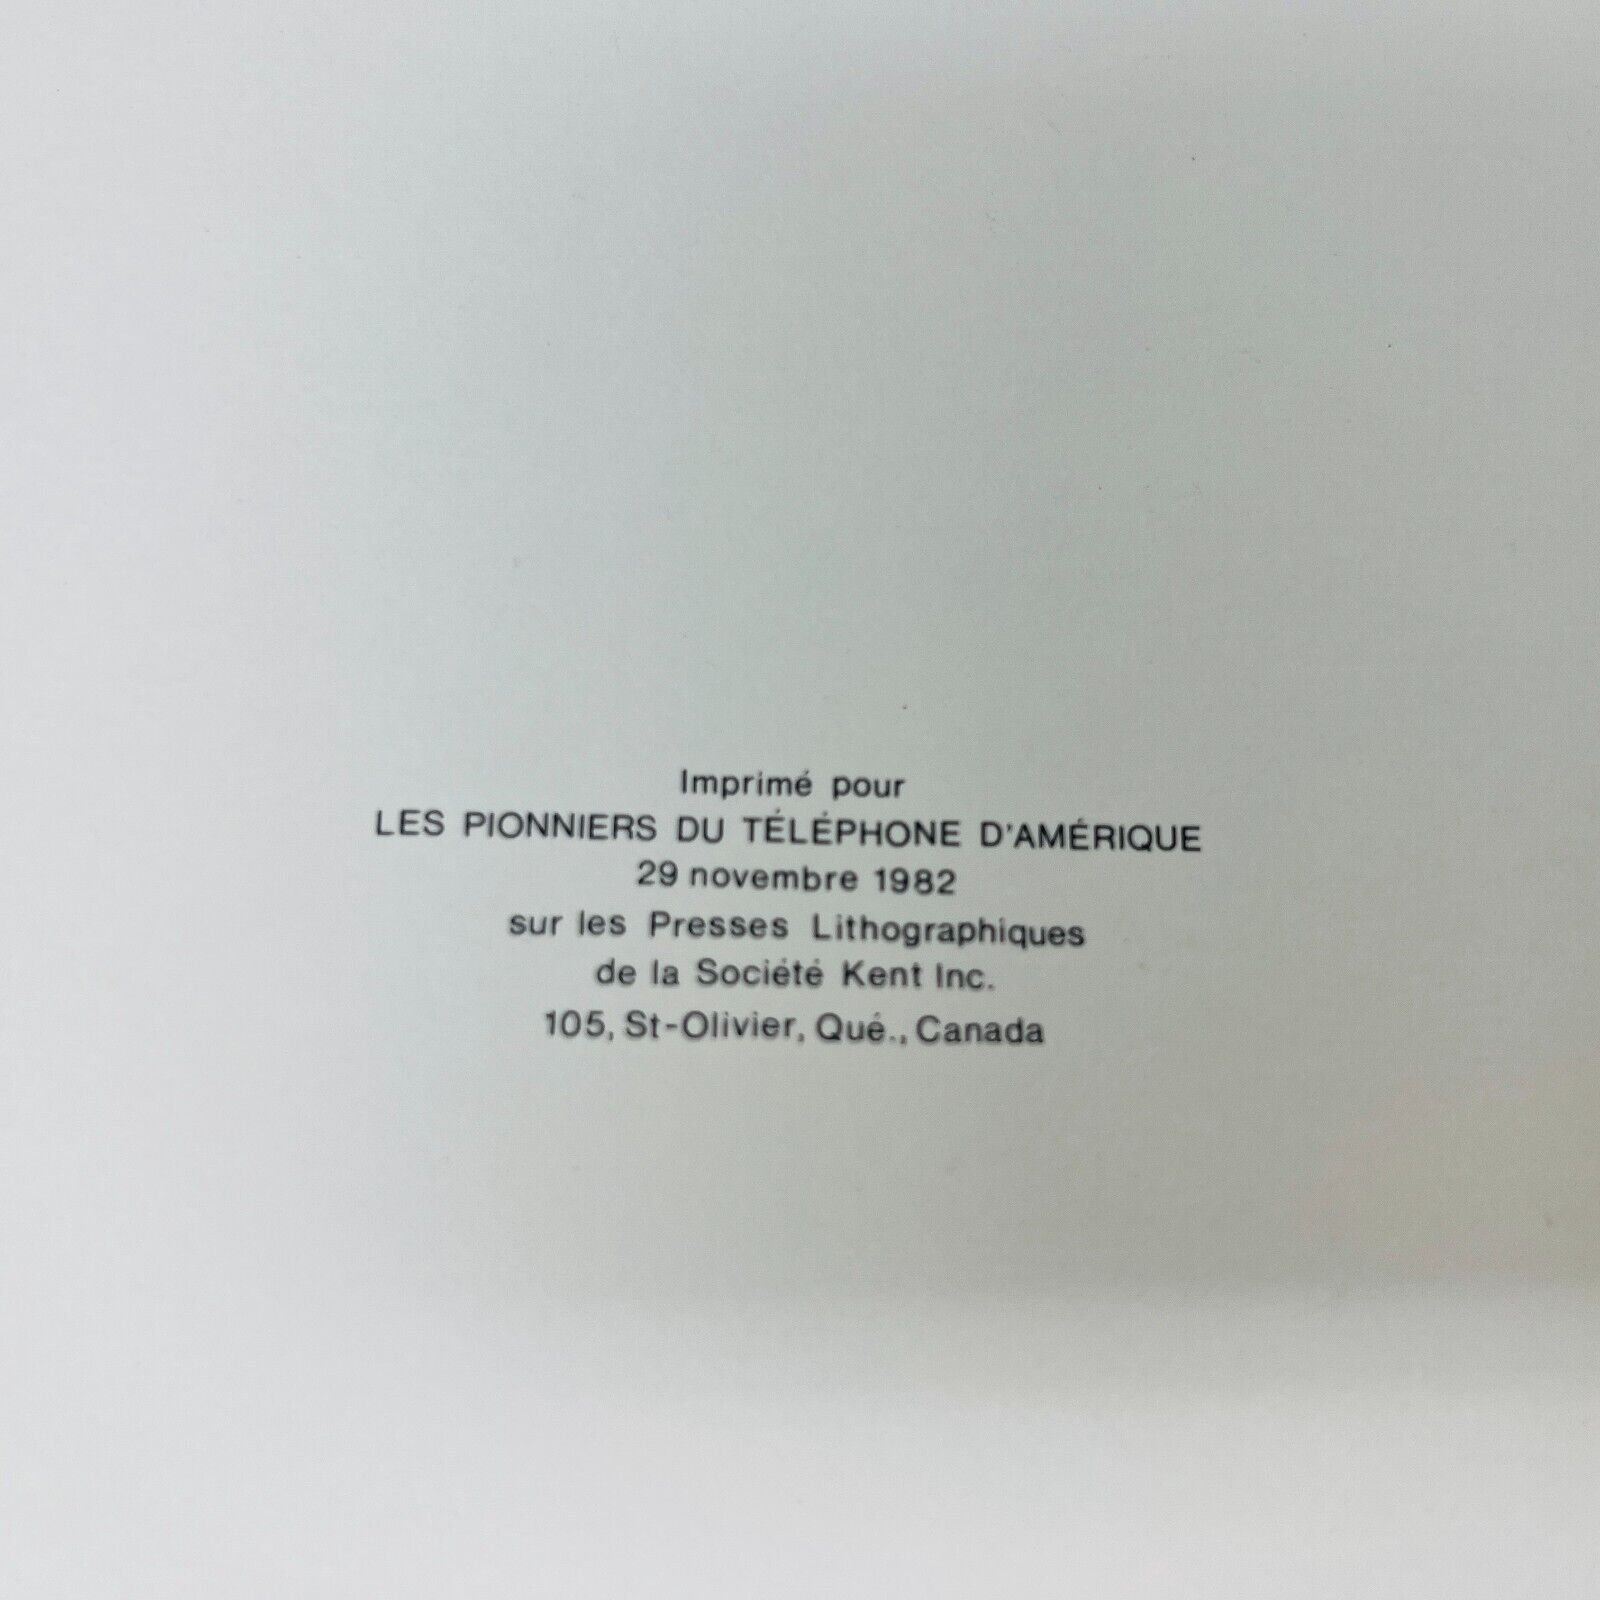 Imprimé pour
LES PIONNIERS DU TÉLÉPHONE D'AMÉRIQUE
29 novembre 1982
sur les Presses Lithographiques
de la Société Kent Inc.
105, St-Olivier, Qué., Canada